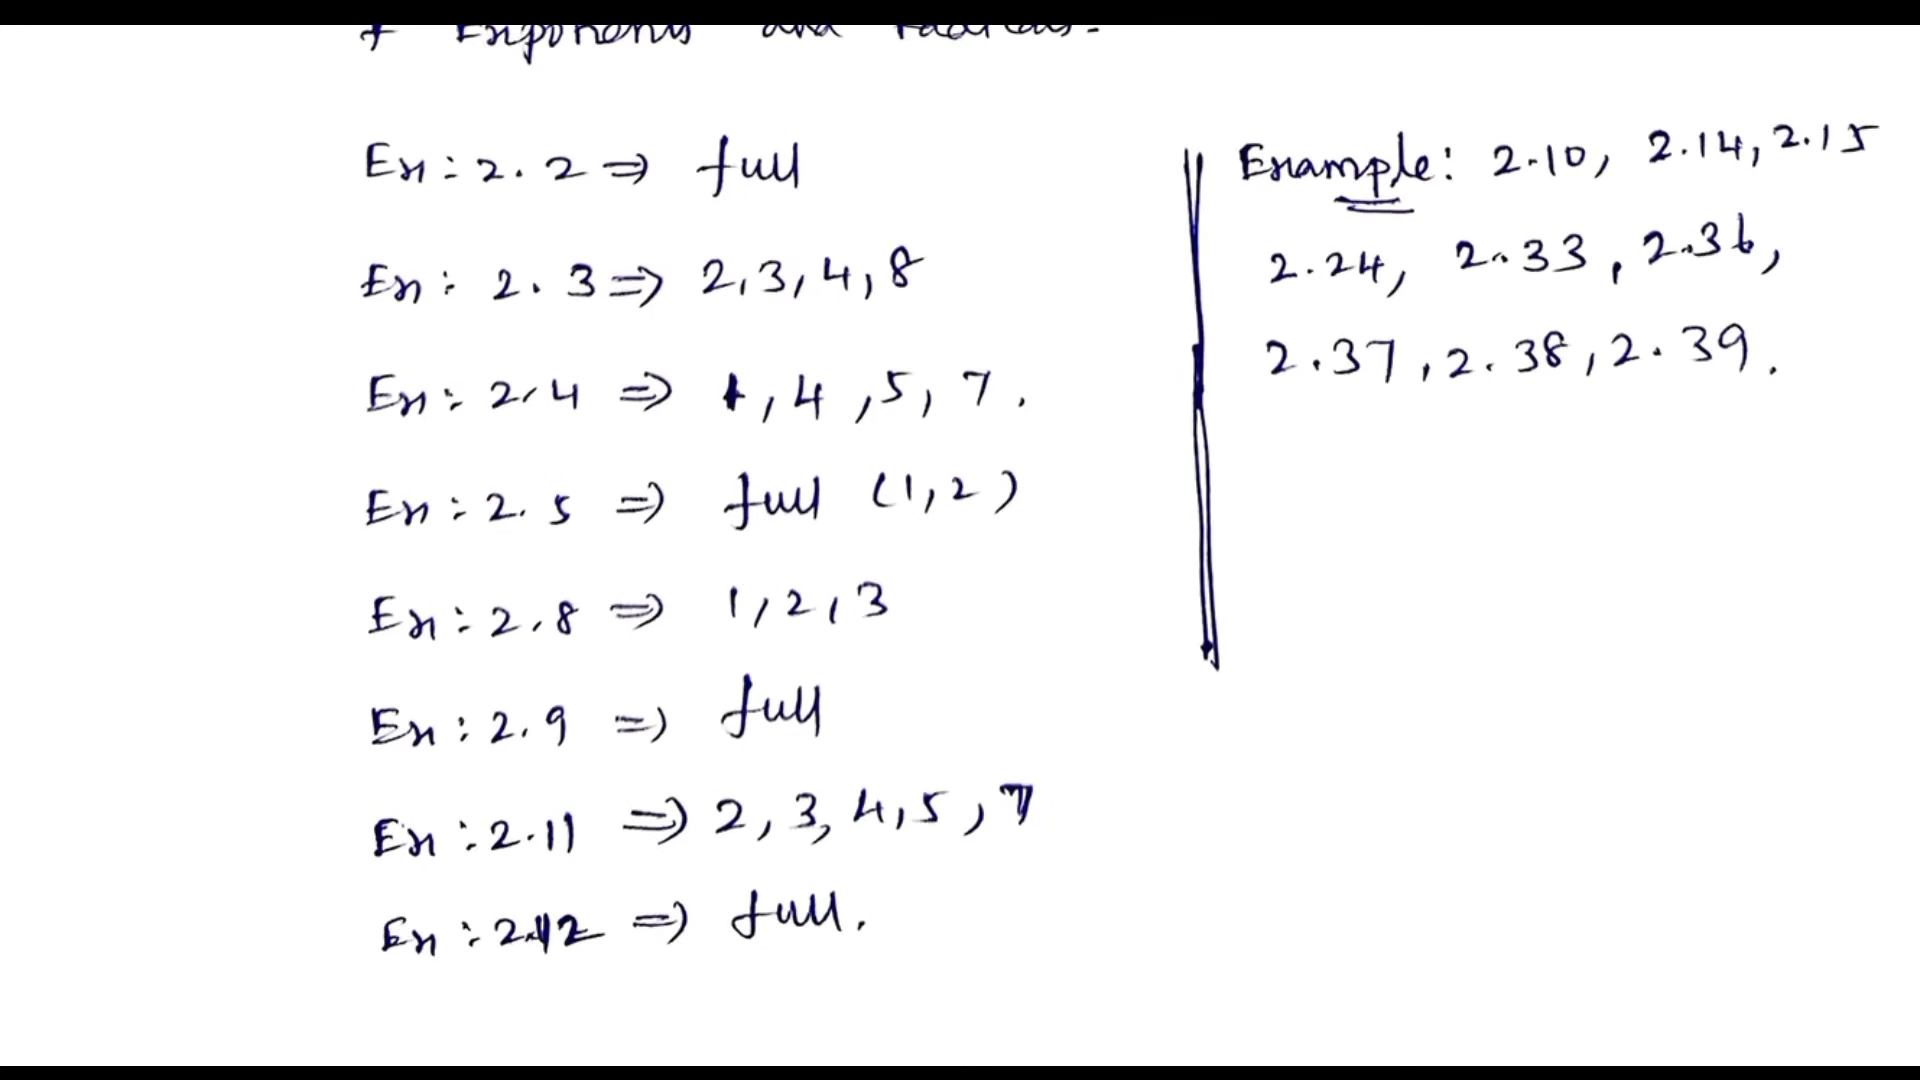 * Exponents and radicals.
Ex : 2.2 ⇒ full
Ex : 2.3 ⇒ 2,3,4,8
Ex : 2.4 ⇒ 1,4,5,7.
Ex : 2.5 ⇒ full (1,2)
Ex : 2.8 ⇒ 1,2,3
Ex : 2.9 ⇒ full
Ex : 2.11 ⇒ 2,3,4,5,7
Ex : 2.12 ⇒ full.
Example: 2.10, 2.14, 2.15
2.24, 2.33, 2.36,
2.37, 2.38, 2.39.